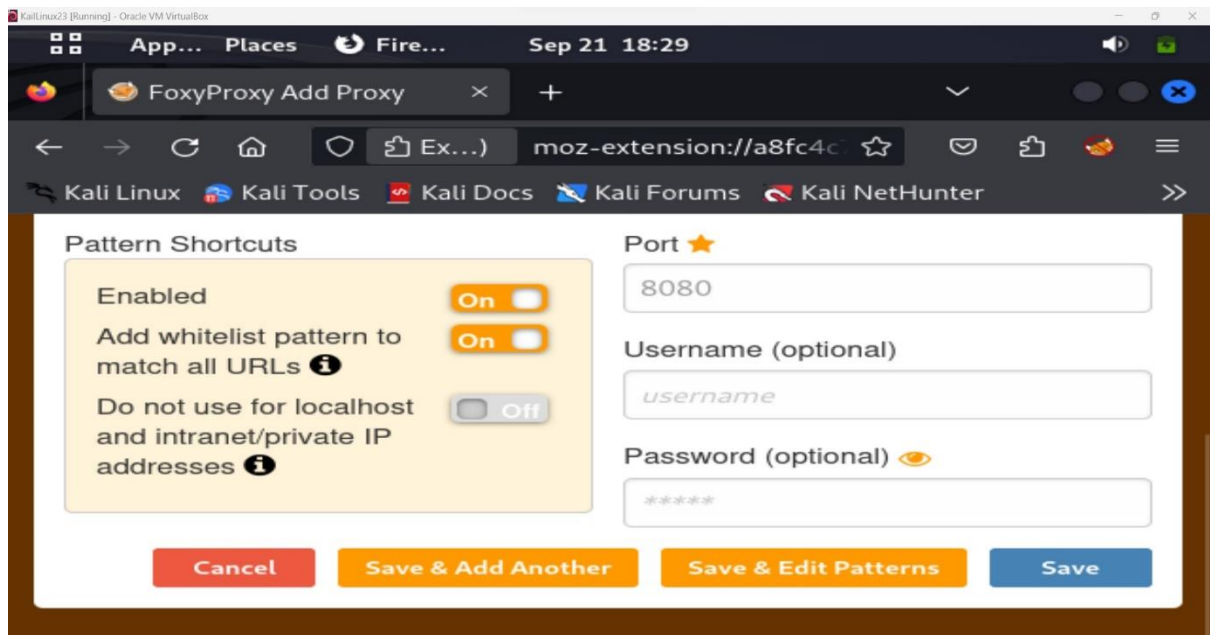 KailLinux23 [Running] - Oracle VM VirtualBox
App... Places Fire... Sep 21 18:29
FoxyProxy Add Proxy
Ex...) moz-extension://a8fc4c
Kali Linux Kali Tools Kali Docs Kali Forums Kali NetHunter
Pattern Shortcuts
Enabled On
Add whitelist pattern to On
match all URLs
Do not use for localhost Off
and intranet/private IP
addresses
Port
8080
Username (optional)
username
Password (optional)
*****
Cancel Save & Add Another Save & Edit Patterns Save